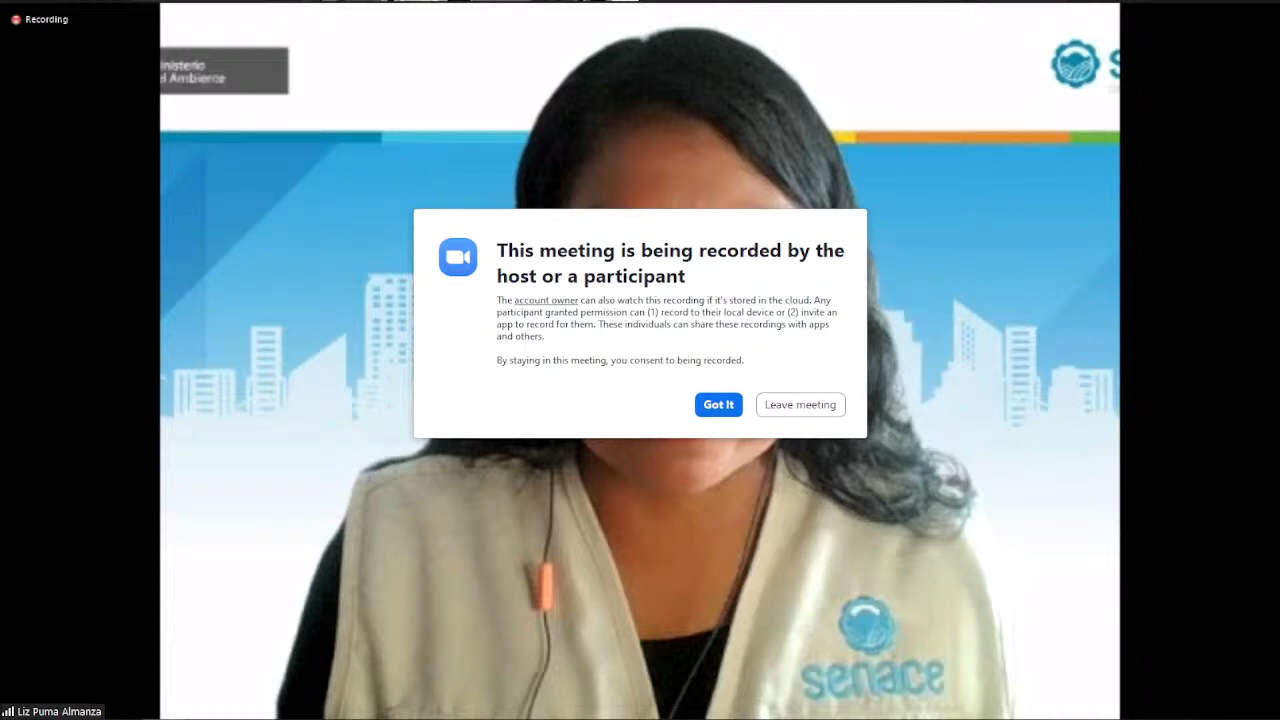 Recording
nisterio
el Ambiente
S
This meeting is being recorded by the
host or a participant
The account owner can also watch this recording if it's stored in the cloud. Any
participant granted permission can (1) record to their local device or (2) invite an
app to record for them. These individuals can share these recordings with apps
and others.
By staying in this meeting, you consent to being recorded.
Got it
Leave meeting
senace
Liz Puma Almanza